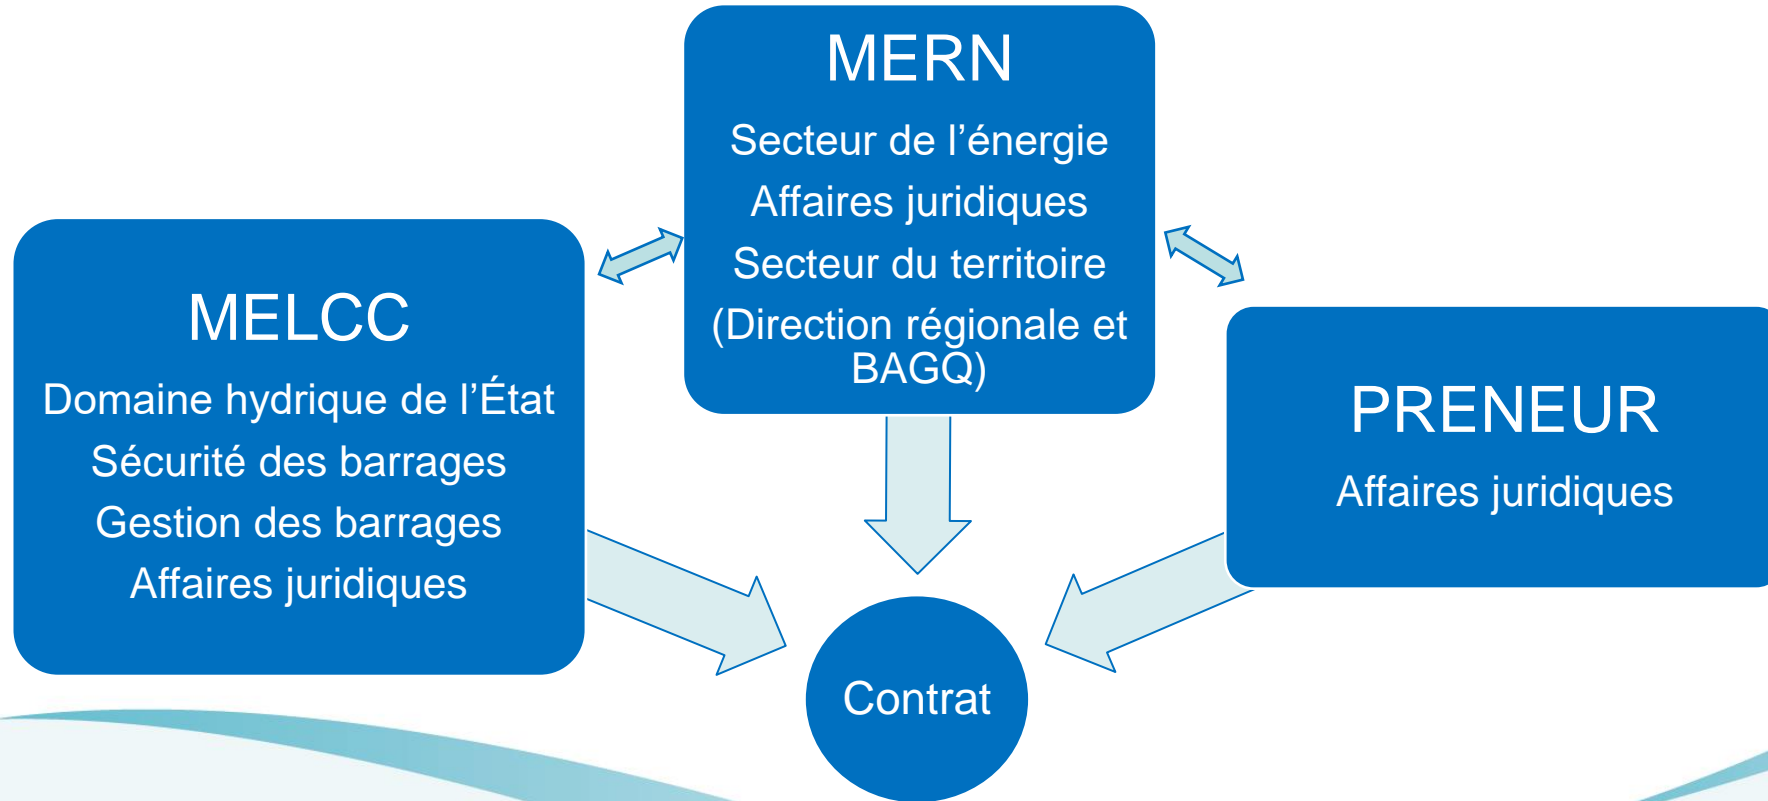 MERN
Secteur de l’énergie
Affaires juridiques
Secteur du territoire
(Direction régionale et
BAGQ)
MELCC
Domaine hydrique de l’État
Sécurité des barrages
Gestion des barrages
Affaires juridiques
PRENEUR
Affaires juridiques
Contrat